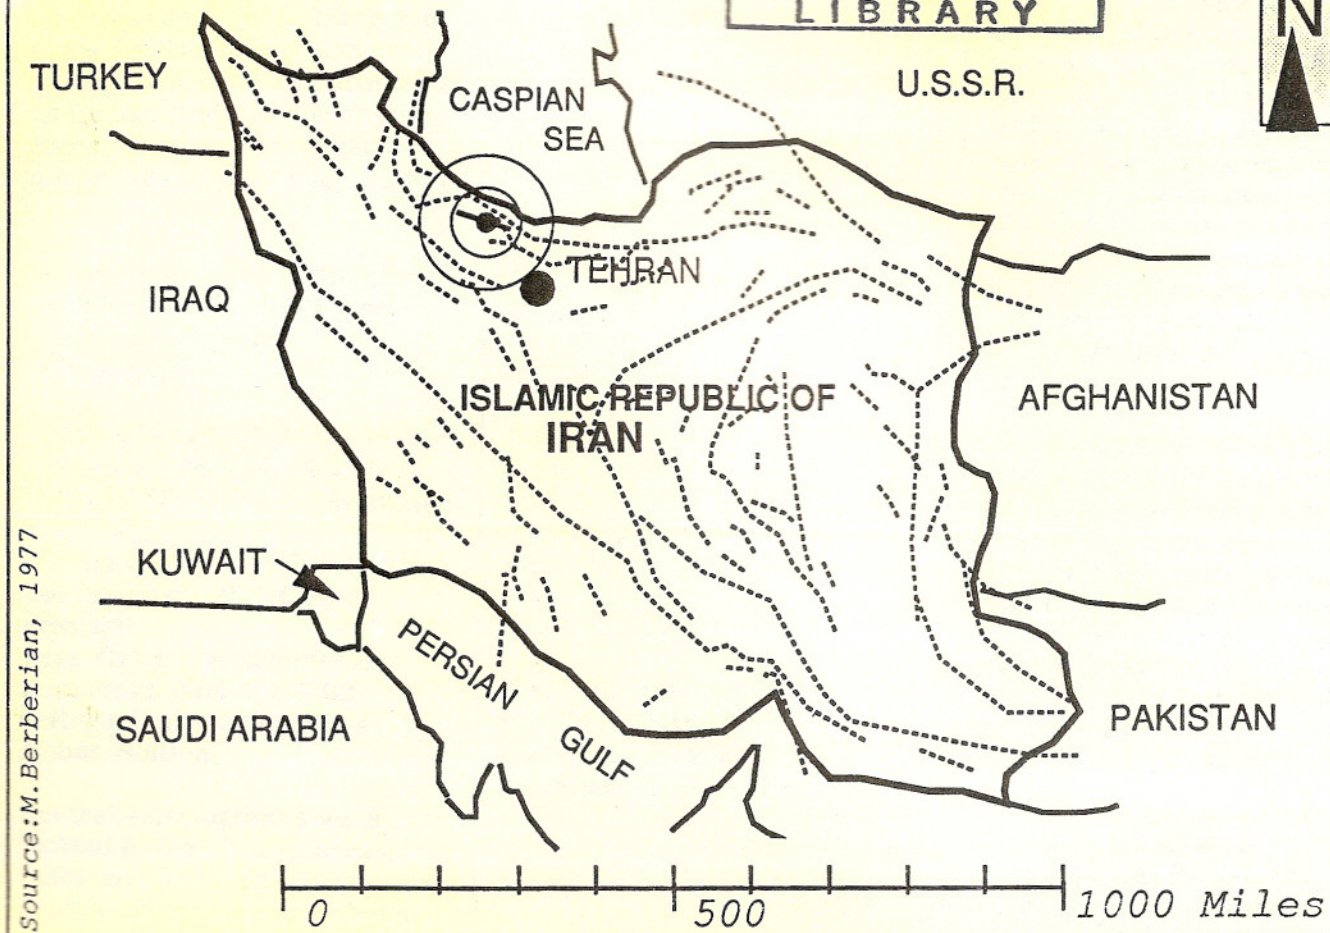 LIBRARY
N
TURKEY
CASPIAN
SEA
U.S.S.R.
TEHRAN
IRAQ
ISLAMIC REPUBLIC OF
IRAN
AFGHANISTAN
KUWAIT
PERSIAN
GULF
SAUDI ARABIA
PAKISTAN
Source:M.Berberian, 1977
0 500 1000 Miles